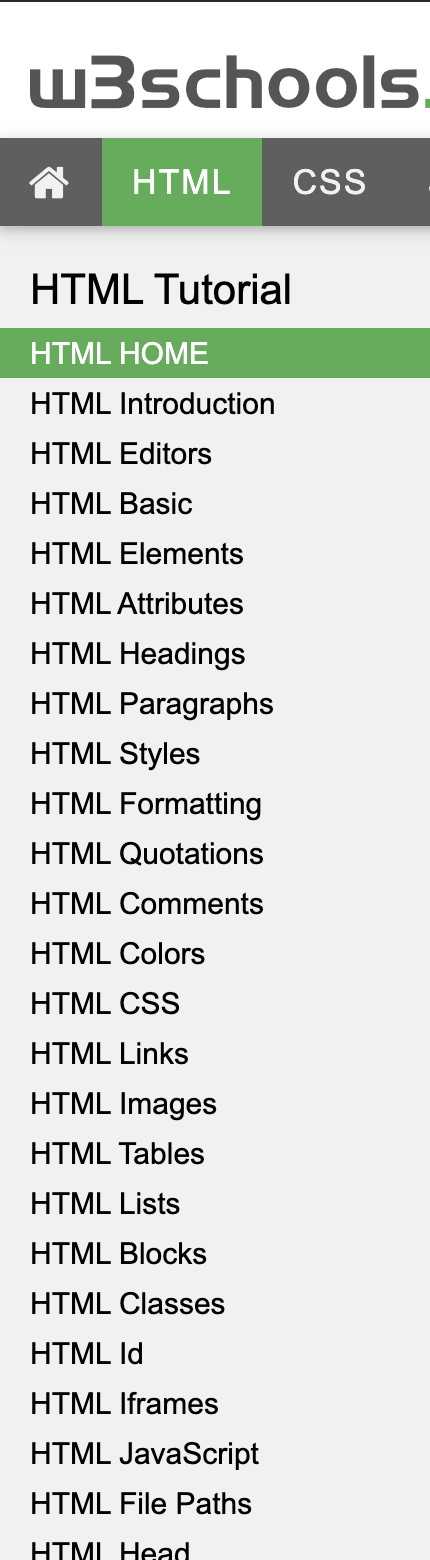 w3schools.
HTML CSS
HTML Tutorial
HTML HOME
HTML Introduction
HTML Editors
HTML Basic
HTML Elements
HTML Attributes
HTML Headings
HTML Paragraphs
HTML Styles
HTML Formatting
HTML Quotations
HTML Comments
HTML Colors
HTML CSS
HTML Links
HTML Images
HTML Tables
HTML Lists
HTML Blocks
HTML Classes
HTML Id
HTML Iframes
HTML JavaScript
HTML File Paths
HTML Head